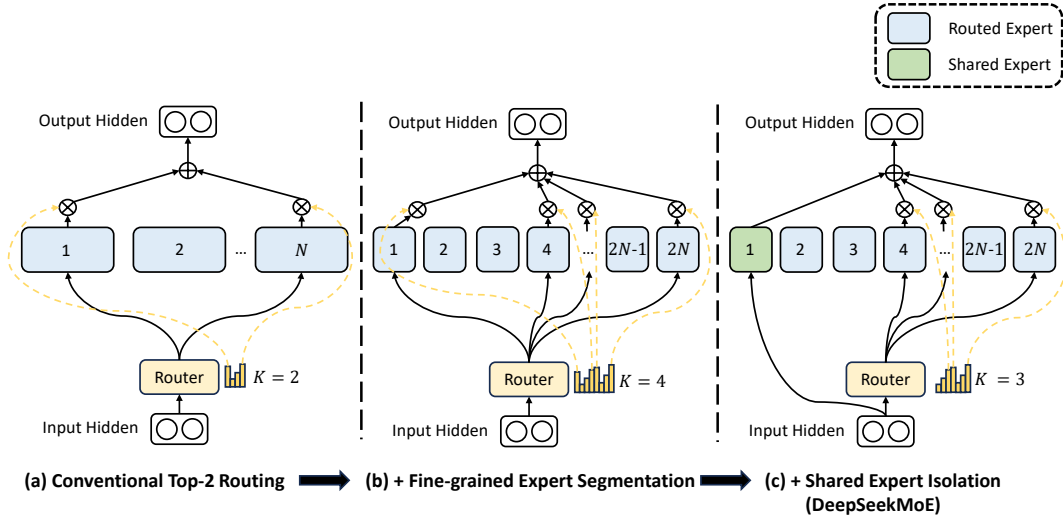 Routed Expert
Shared Expert
Output Hidden
1
2
...
N
Router
K = 2
Input Hidden
(a) Conventional Top-2 Routing
Output Hidden
1
2
3
4
...
2N-1
2N
Router
K = 4
Input Hidden
(b) + Fine-grained Expert Segmentation
Output Hidden
1
2
3
4
...
2N-1
2N
Router
K = 3
Input Hidden
(c) + Shared Expert Isolation
(DeepSeekMoE)